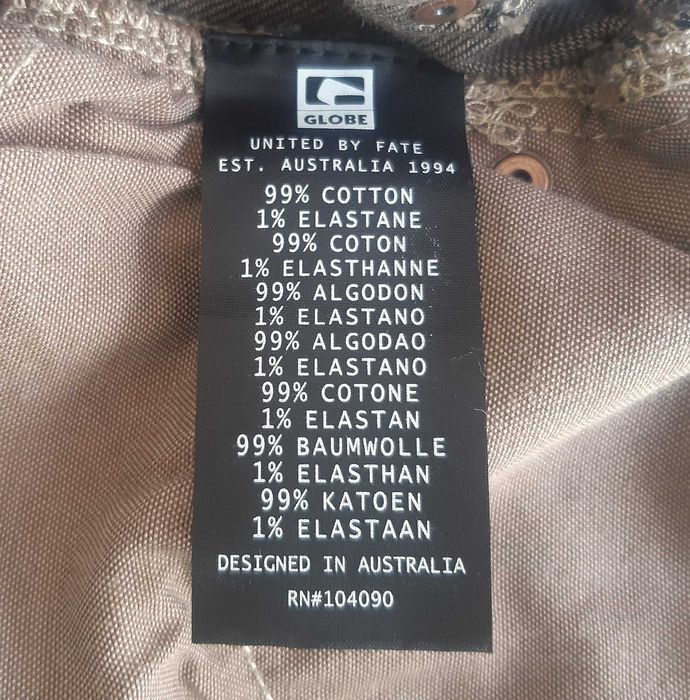 GLOBE
UNITED BY FATE
EST. AUSTRALIA 1994
99% COTTON
1% ELASTANE
99% COTON
1% ELASTHANNE
99% ALGODON
1% ELASTANO
99% ALGODAO
1% ELASTANO
99% COTONE
1% ELASTAN
99% BAUMWOLLE
1% ELASTHAN
99% KATOEN
1% ELASTAAN
DESIGNED IN AUSTRALIA
RN#104090